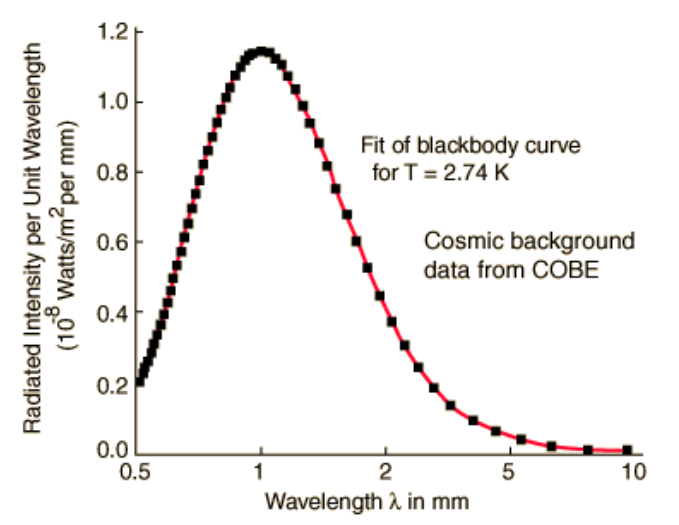 Radiated Intensity per Unit Wavelength
(10⁻⁸ Watts/m² per mm)
1.2
1.0
0.8
0.6
0.4
0.2
0.0
Fit of blackbody curve
for T = 2.74 K
Cosmic background
data from COBE
0.5 1 2 5 10
Wavelength λ in mm